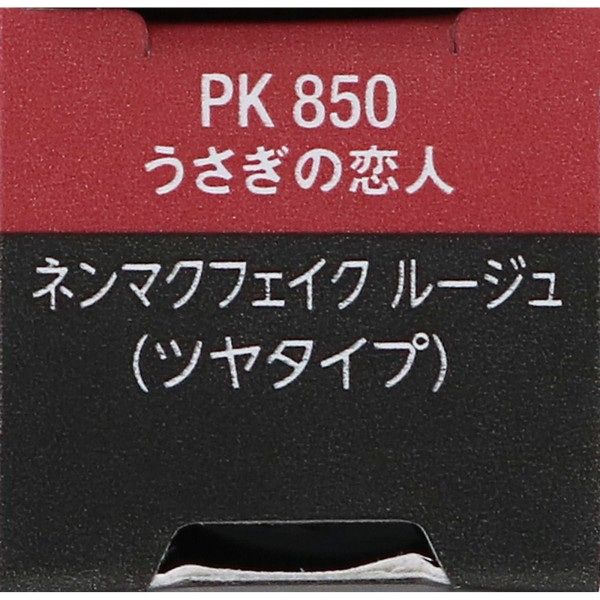 PK 850
うさぎの恋人
ネンマクフェイク ルージュ
(ツヤタイプ)